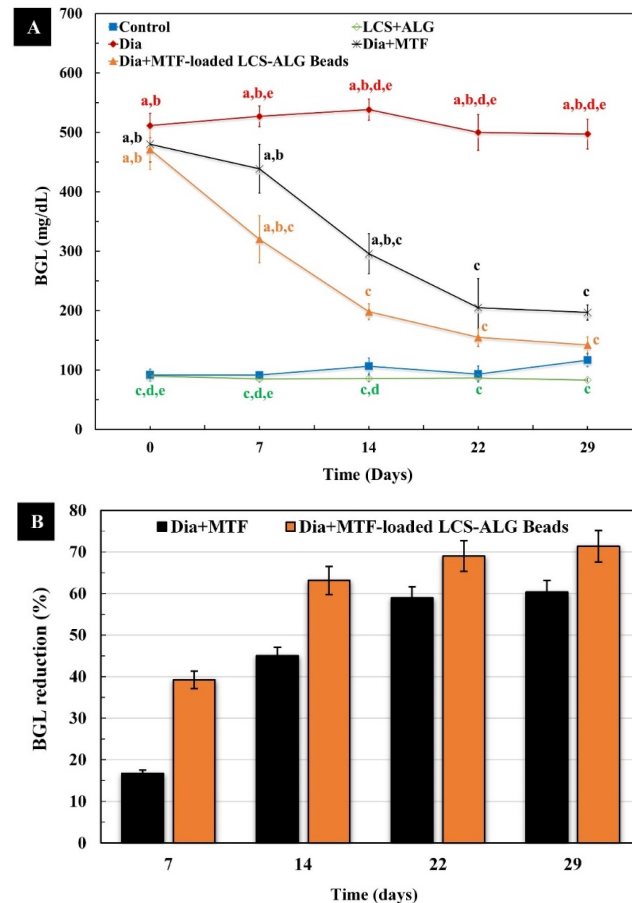 A
Control
LCS+ALG
Dia
Dia+MTF
Dia+MTF-loaded LCS-ALG Beads
700
600
500
400
300
200
100
0
BGL (mg/dL)
a,b
a,b,e
a,b,d,e
a,b,d,e
a,b,d,e
a,b
a,b
a,b
a,b,c
a,b,c
c
c
c
c
c
c,d,e
c,d,e
c,d
c
c
0
7
14
22
29
Time (Days)
B
Dia+MTF
Dia+MTF-loaded LCS-ALG Beads
80
70
60
50
40
30
20
10
0
BGL reduction (%)
7
14
22
29
Time (days)